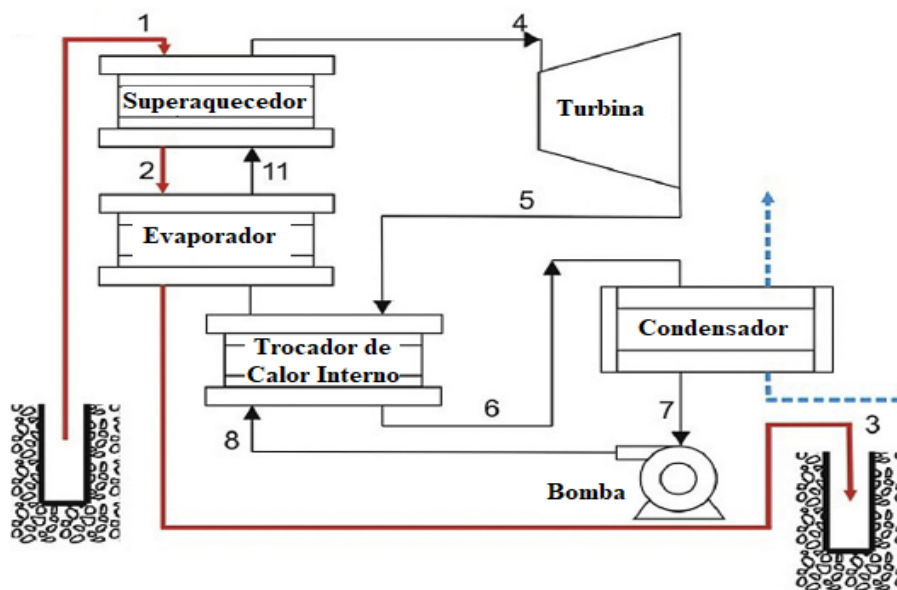 1
4
Superaquecedor
Turbina
2
11
5
Evaporador
Trocador de
Calor Interno
Condensador
6
7
3
8
Bomba